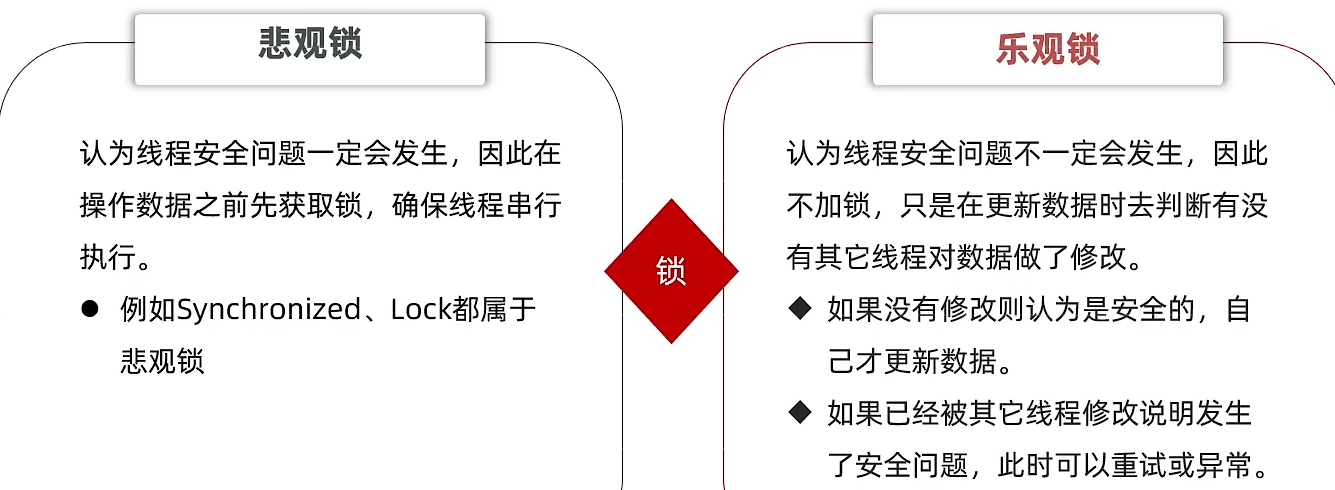 悲观锁
认为线程安全问题一定会发生，因此在
操作数据之前先获取锁，确保线程串行
执行。
例如Synchronized、Lock都属于
悲观锁
锁
乐观锁
认为线程安全问题不一定会发生，因此
不加锁，只是在更新数据时去判断有没
有其它线程对数据做了修改。
如果没有修改则认为是安全的，自
己才更新数据。
如果已经被其它线程修改说明发生
了安全问题，此时可以重试或异常。